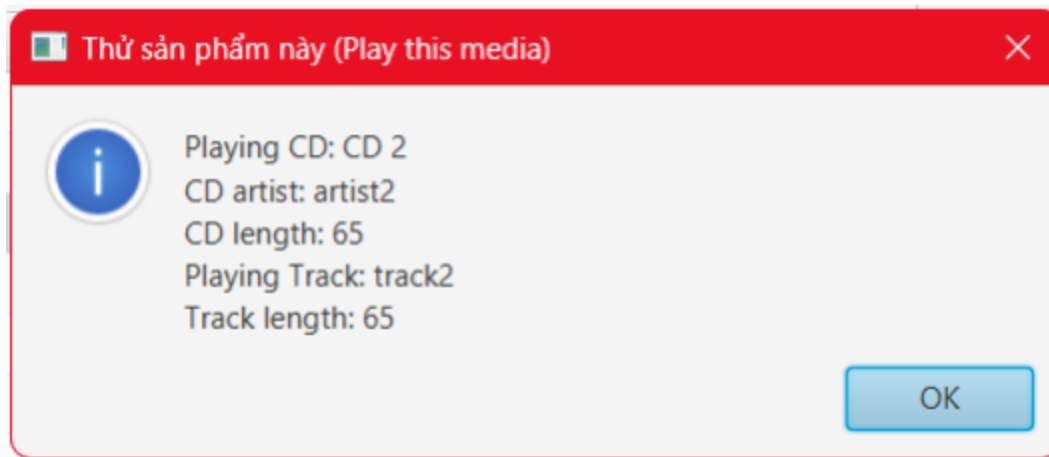 Thử sản phẩm này (Play this media)
Playing CD: CD 2
CD artist: artist2
CD length: 65
Playing Track: track2
Track length: 65
OK